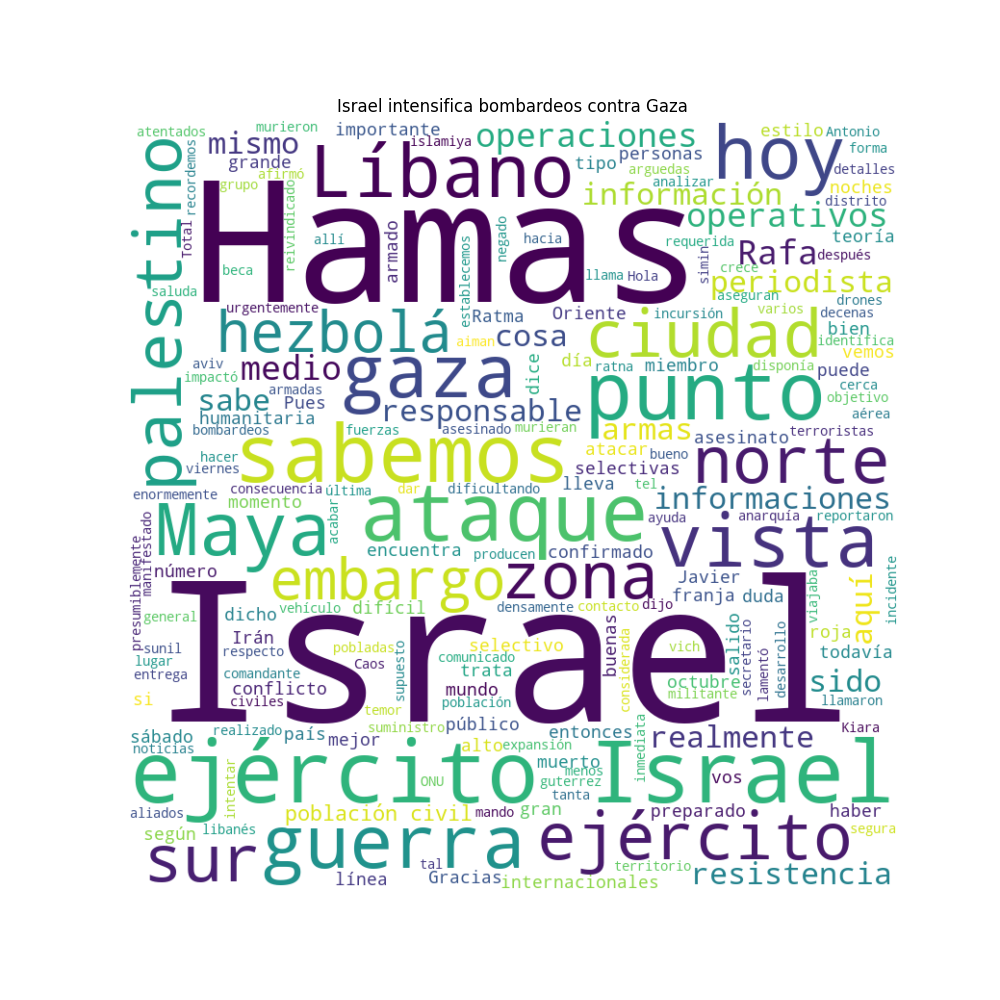 Israel intensifica bombardeos contra Gaza
atentados
murieron
importante
islamiya
operaciones
hoy
estilo
Antonio
mismo
grande
afirmó
grupo
recordemos
Total
reivindicado
Líbano
tipo
personas
arguedas
analizar
forma
detalles
noches
distrito
información
operativos
teoría
palestino
Hamas
allí
armado
establecemos
negado
hacia
requerida
simin
Rafa
después
beca
saluda
llama
Hola
crece
periodista
aseguran
drones
urgentemente
Ratma
Oriente
incursión
varios
decenas
hezbolá
aiman
cosa
ciudad
bien
identifica
vemos
aviv
impactó
medio
gaza
dice
día
ratna
miembro
disponía
puede
cerca
objetivo
armadas
Pues
sabe
humanitaria
responsable
punto
aérea
bombardeos
fuerzas
asesinado
murieran
armas
asesinato
terroristas
hacer
viernes
sabemos
atacar
bueno
selectivas
norte
enormemente
consecuencia
última
dar
dificultando
lleva
tel
informaciones
momento
acabar
ataque
ayuda
anarquía
reportaron
Maya
manifestado
presumiblemente
encuentra
producen
confirmado
vista
incidente
viajaba
número
embargo
zona
Javier
franja
duda
aquí
general
dicho
vehículo
difícil
densamente
contacto
dijo
Israel
sunil
lugar
entrega
Irán
respecto
Caos
pobladas
supuesto
comunicado
selectivo
buenas
considerada
vich
salido
secretario
lamentó
desarrollo
roja
todavía
comandante
conflicto
civiles
trata
mundo
población
octubre
militante
sido
llamaron
si
temor
suministro
público
sábado
noticias
realizado
país
mejor
alto
expansión
entonces
inmediata
realmente
Kiara
ejército Israel
intentar
ONU
muerto
menos
guterrez
tanta
vos
aliados
según
libanés
población civil
mando
gran
preparado
haber
segura
sur
guerra
ejército
línea
tal
Gracias
internacionales
territorio
resistencia